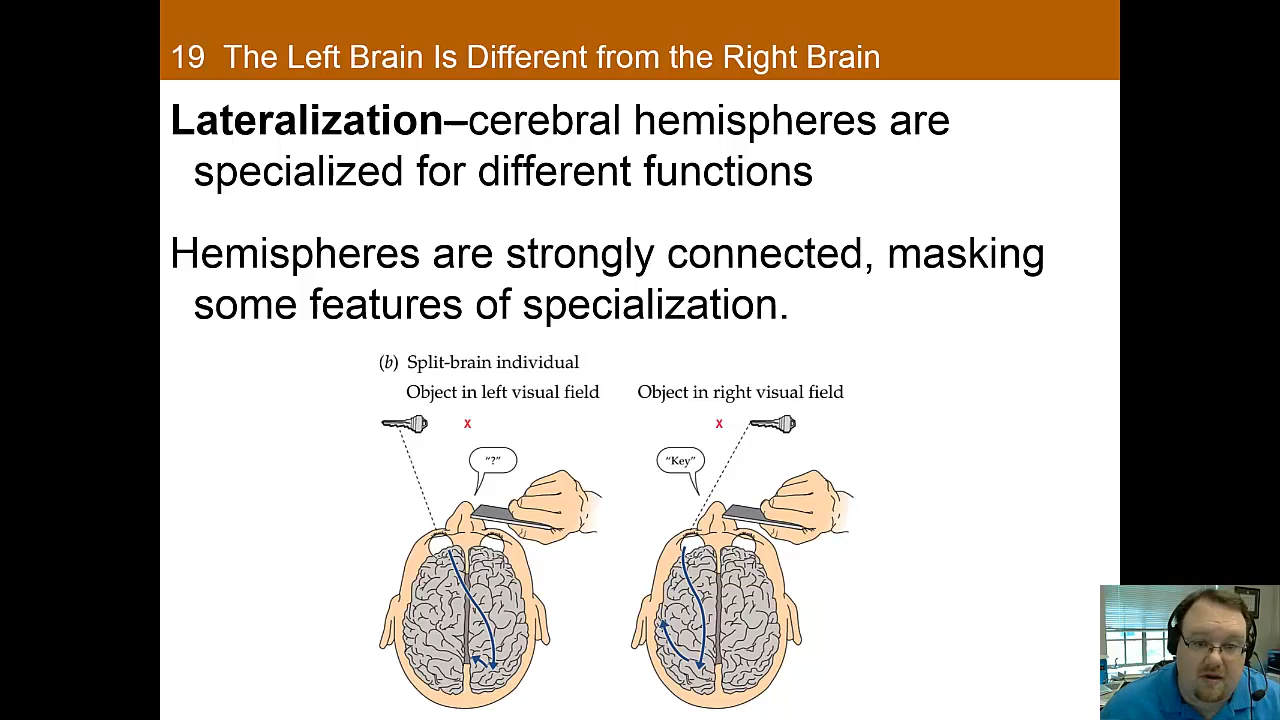 19 The Left Brain Is Different from the Right Brain
Lateralization–cerebral hemispheres are
specialized for different functions
Hemispheres are strongly connected, masking
some features of specialization.
(b) Split-brain individual
Object in left visual field
Object in right visual field
x
x
"?"
"Key"